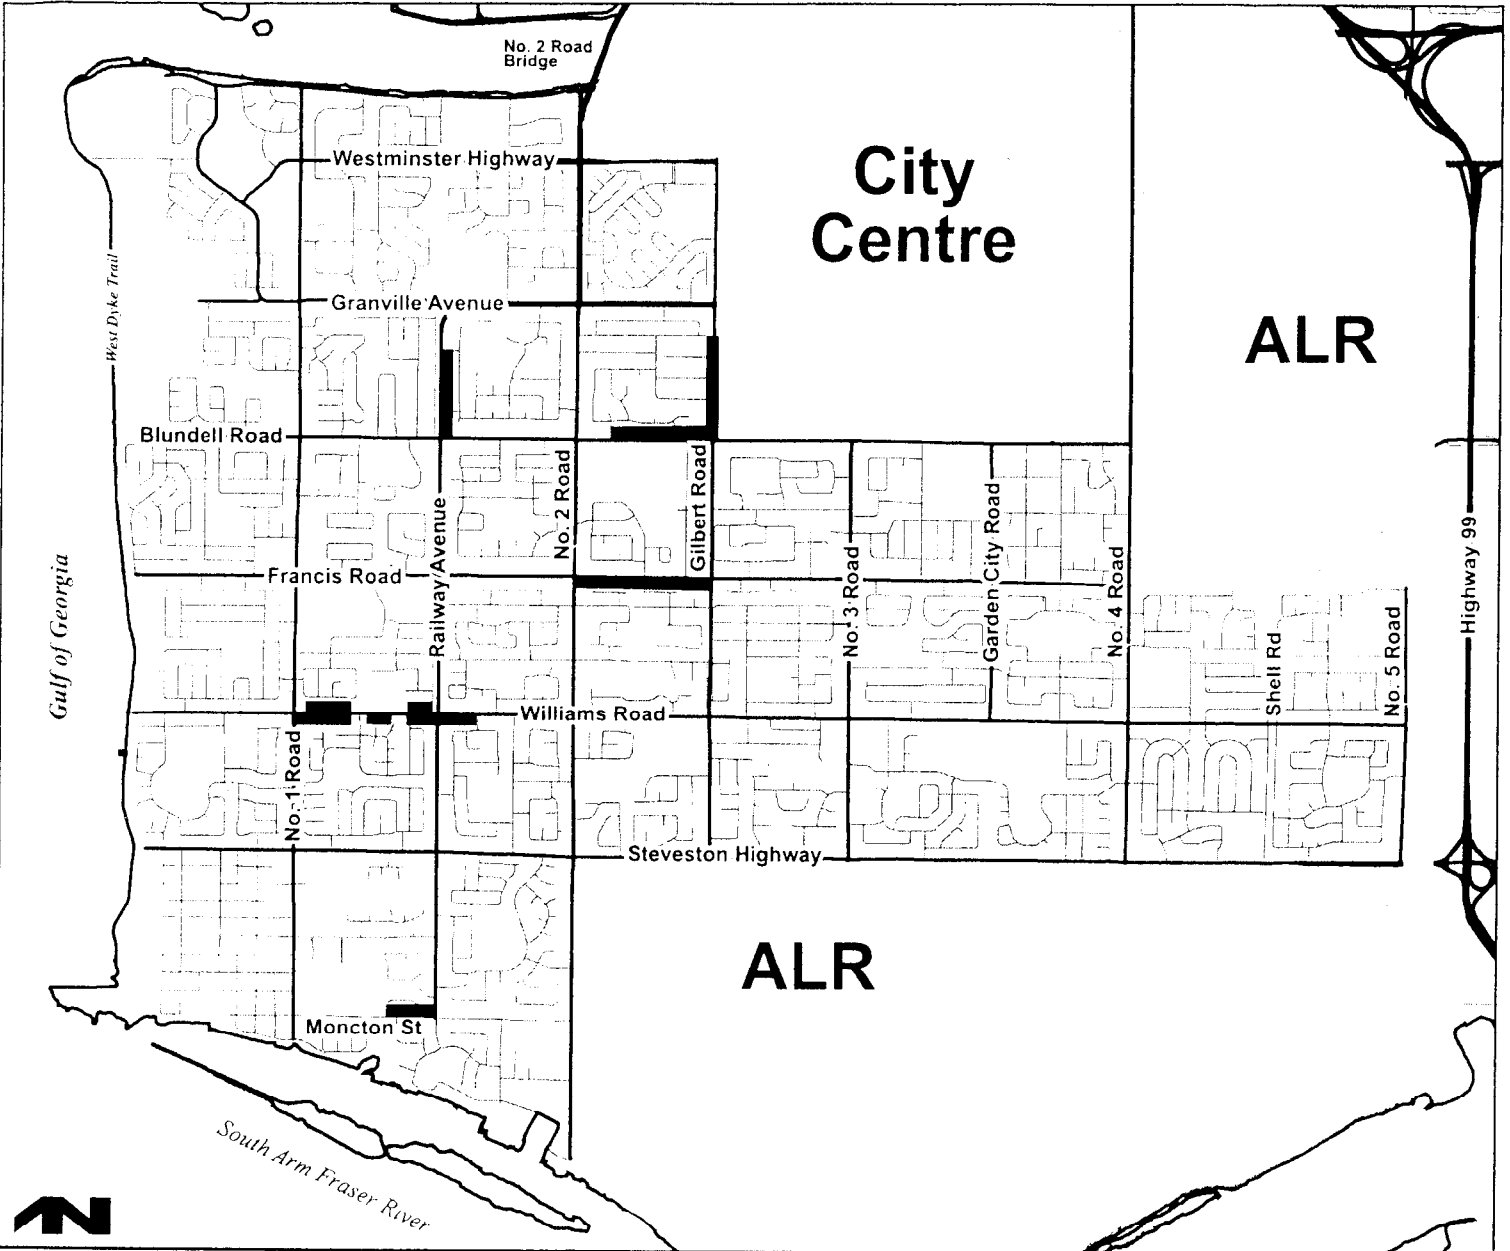 No. 2 Road
Bridge
City
Centre
Westminster Highway
West Dyke Trail
Granville Avenue
ALR
Blundell Road
No. 2 Road
Gilbert Road
Railway Avenue
Garden City Road
Highway 99
Gulf of Georgia
Francis Road
No. 3 Road
No. 4 Road
Shell Rd
No. 5 Road
Williams Road
No. 1 Road
Steveston Highway
ALR
Moncton St
South Arm Fraser River
N